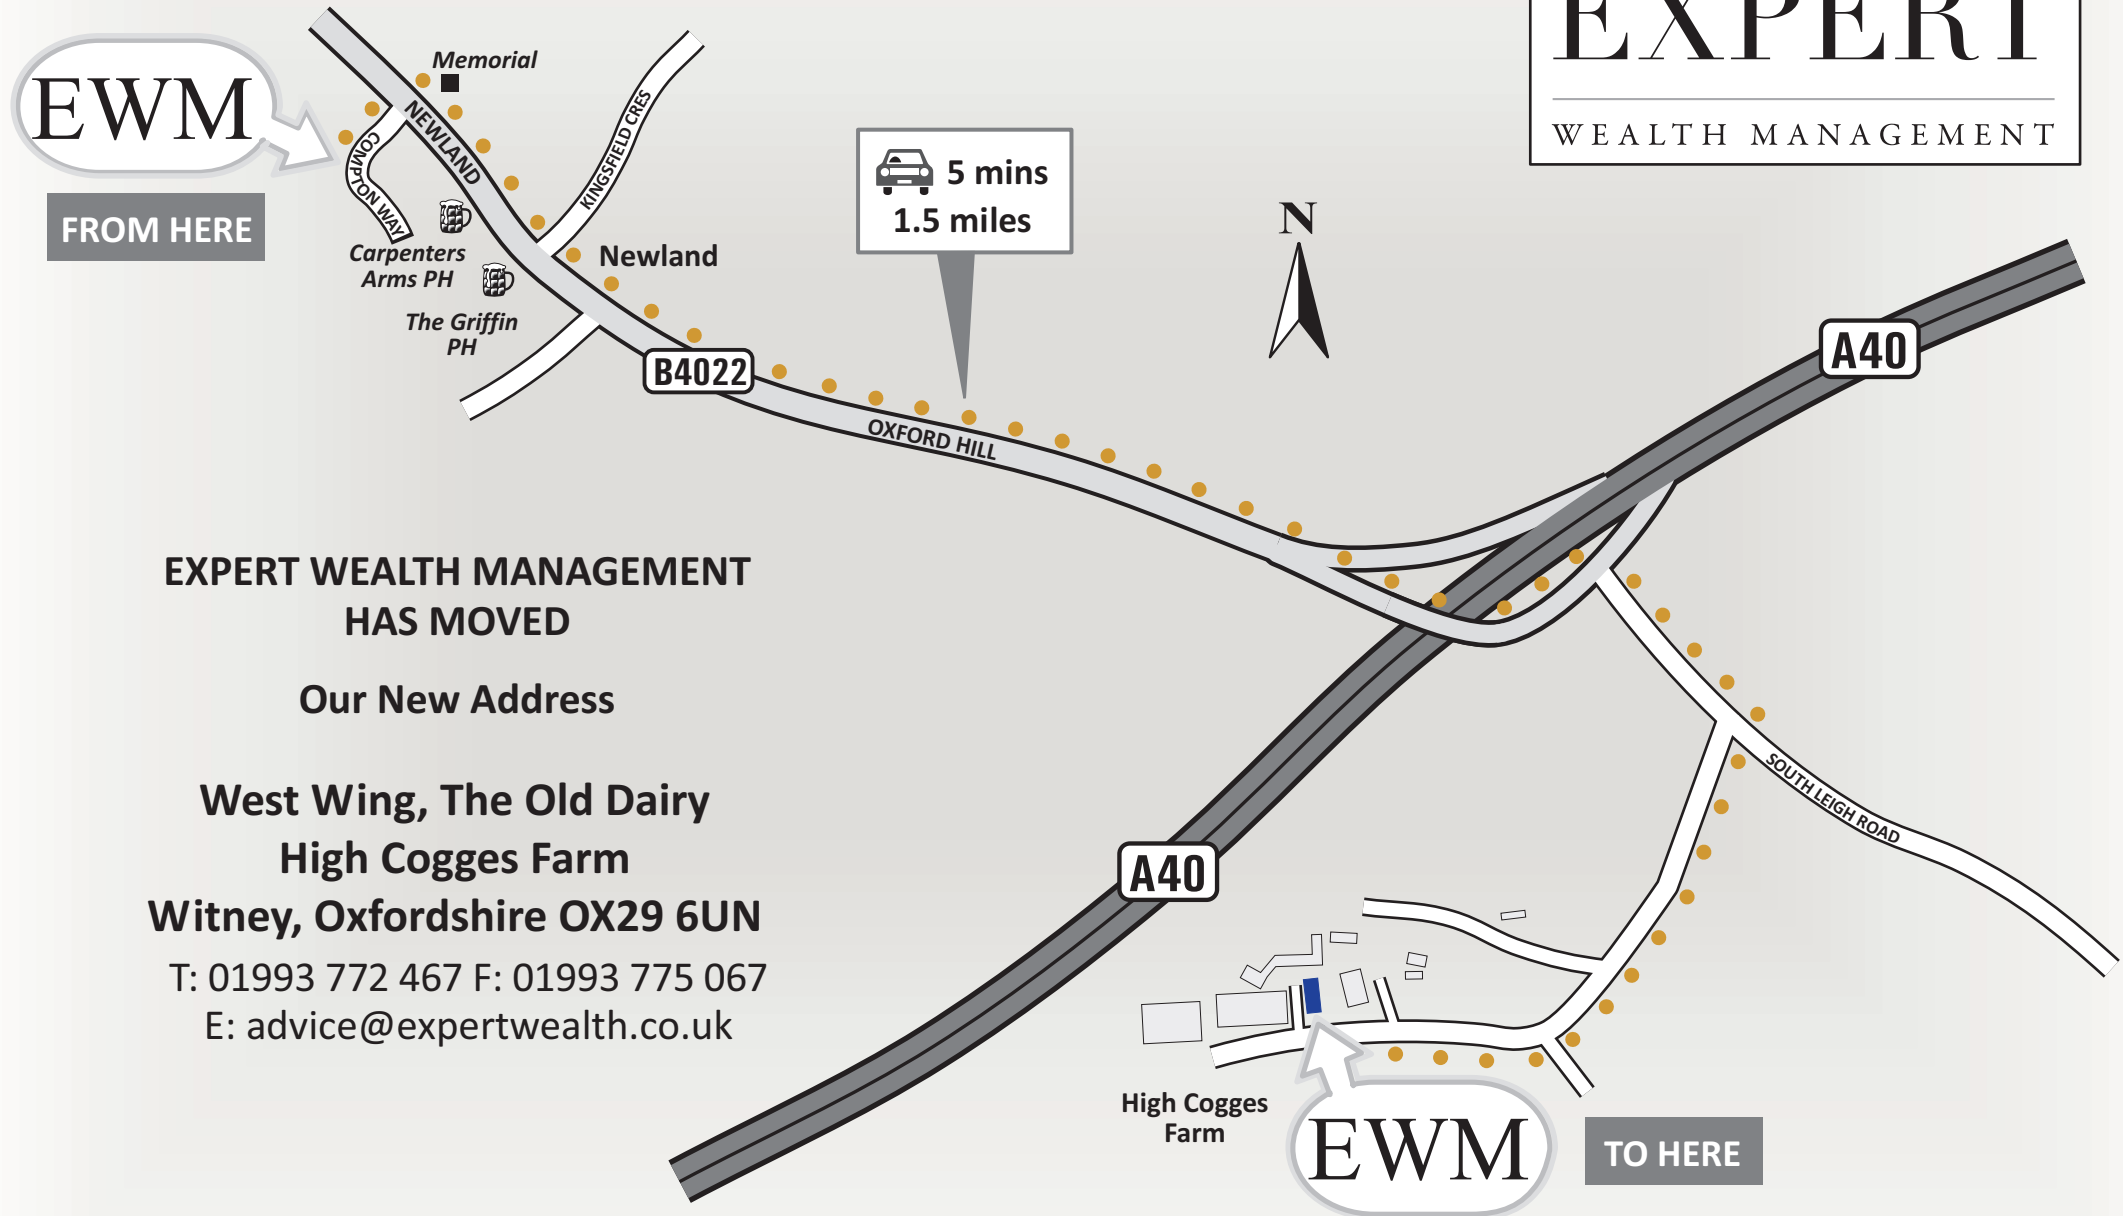 EXPERT
WEALTH MANAGEMENT
EWM
FROM HERE
Memorial
NEWLAND
COMPTON WAY
KINGSFIELD CRES
Carpenters
Arms PH
The Griffin
PH
Newland
5 mins
1.5 miles
N
B4022
OXFORD HILL
A40
EXPERT WEALTH MANAGEMENT
HAS MOVED
Our New Address
West Wing, The Old Dairy
High Cogges Farm
Witney, Oxfordshire OX29 6UN
T: 01993 772 467 F: 01993 775 067
E: advice@expertwealth.co.uk
SOUTH LEIGH ROAD
A40
High Cogges
Farm
EWM
TO HERE